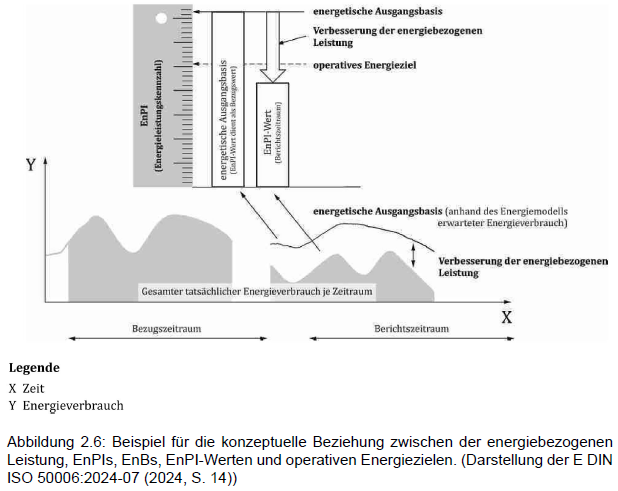 energetische Ausgangsbasis
Verbesserung der energiebezogenen
Leistung
operatives Energieziel
EnPI
(Energieleistungskennzahl)
energetische Ausgangsbasis
(EnPI-Wert dient als Bezugswert)
EnPI-Wert
(Berichtszeitraum)
Y
energetische Ausgangsbasis (anhand des Energiemodells
erwarteter Energieverbrauch)
Verbesserung der energiebezogenen
Leistung
Gesamter tatsächlicher Energieverbrauch je Zeitraum
X
Bezugszeitraum
Berichtszeitraum
Legende
X Zeit
Y Energieverbrauch
Abbildung 2.6: Beispiel für die konzeptuelle Beziehung zwischen der energiebezogenen
Leistung, EnPIs, EnBs, EnPI-Werten und operativen Energiezielen. (Darstellung der E DIN
ISO 50006:2024-07 (2024, S. 14))